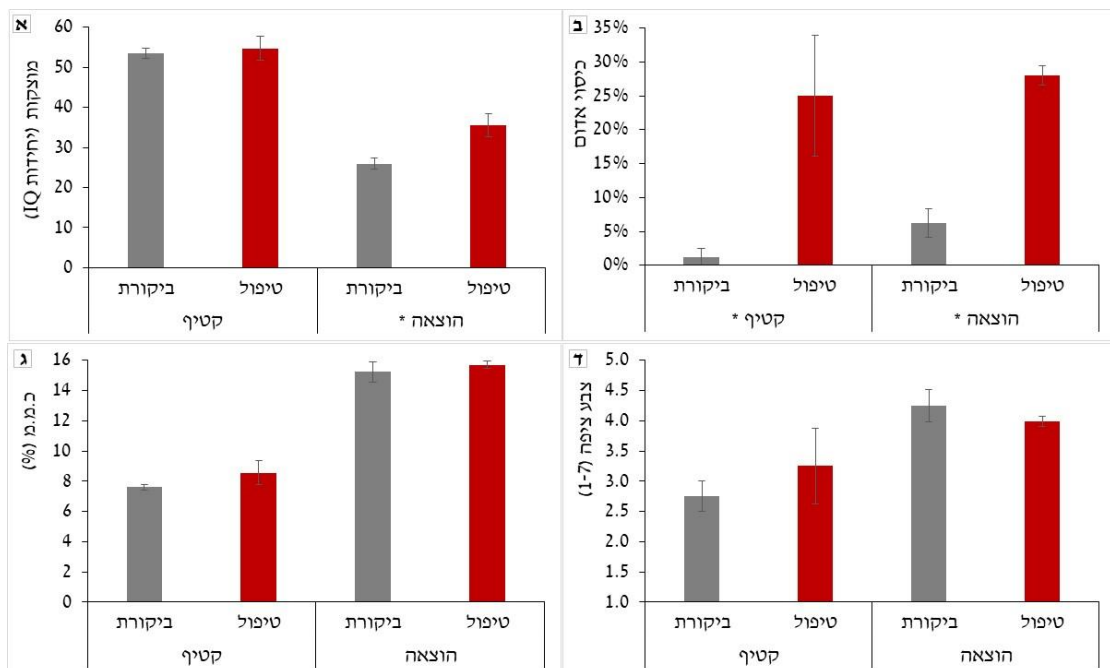 א
מוצקות (יחידות IQ)
60
50
40
30
20
10
0
ביקורת טיפול ביקורת טיפול
קטיף הוצאה *
ב
כיסוי אדום
35%
30%
25%
20%
15%
10%
5%
0%
ביקורת טיפול ביקורת טיפול
קטיף * הוצאה *
ג
כ.מ.מ (%)
16
14
12
10
8
6
4
2
0
ביקורת טיפול ביקורת טיפול
קטיף הוצאה
ד
צבע ציפה (1-7)
5.0
4.5
4.0
3.5
3.0
2.5
2.0
1.5
1.0
ביקורת טיפול ביקורת טיפול
קטיף הוצאה